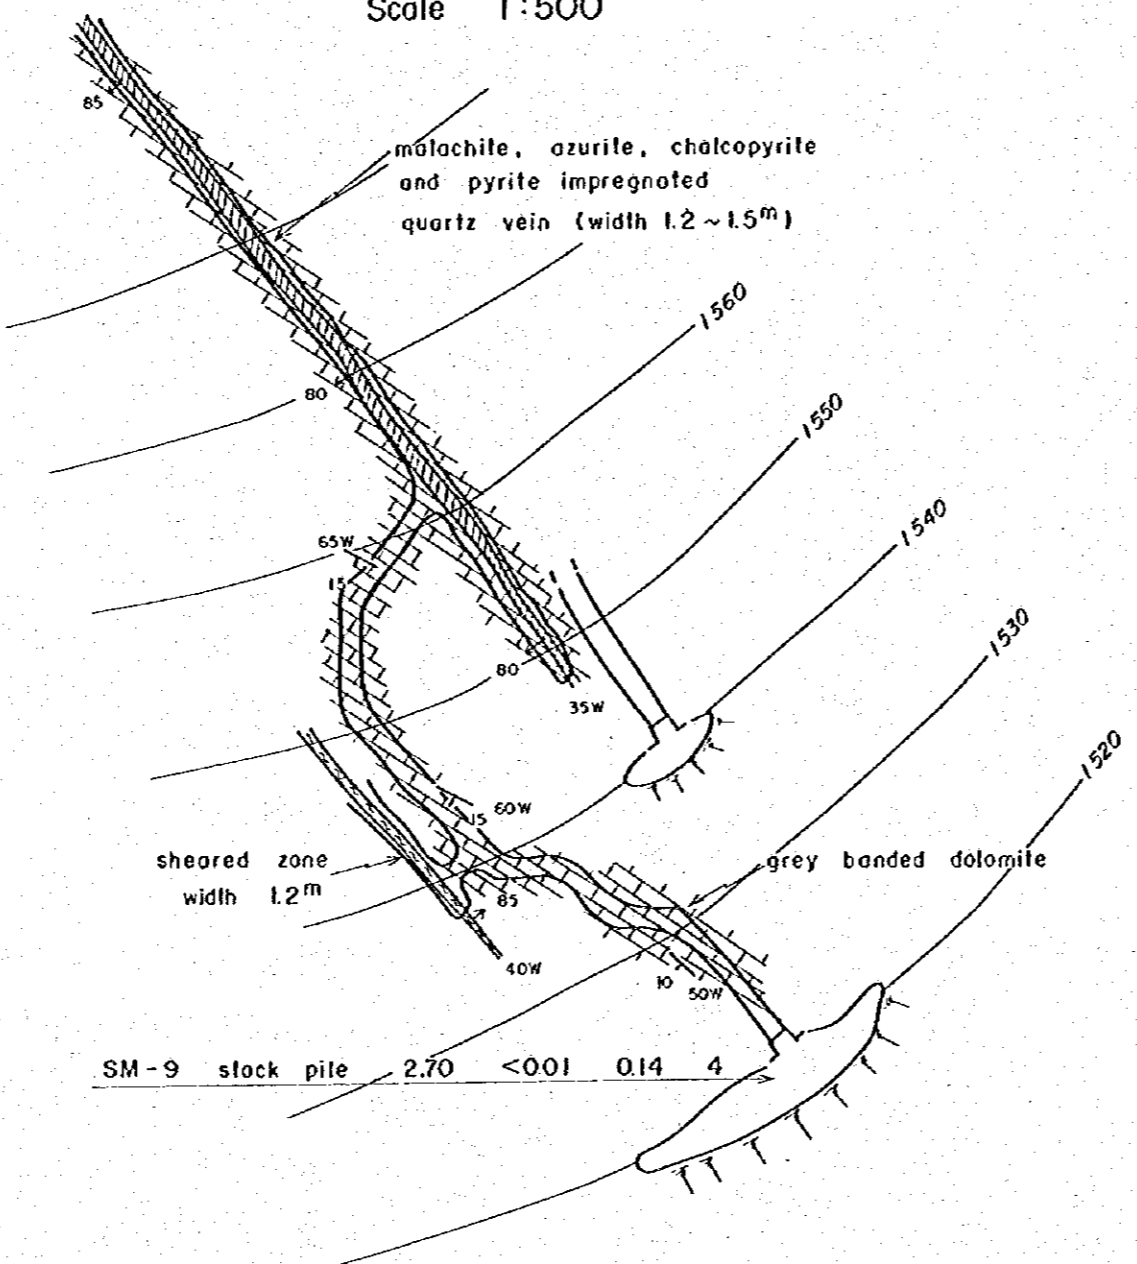 Scale 1:500
85
malachite, azurite, chalcopyrite
and pyrite impregnated
quartz vein (width 1.2 ~ 1.5m)
1560
80
1550
1540
65W
15
1530
80
35W
1520
60W
15
sheared zone
width 1.2m
grey banded dolomite
85
40W
10
50W
SM-9 stock pile 2.70 <0.01 0.14 4